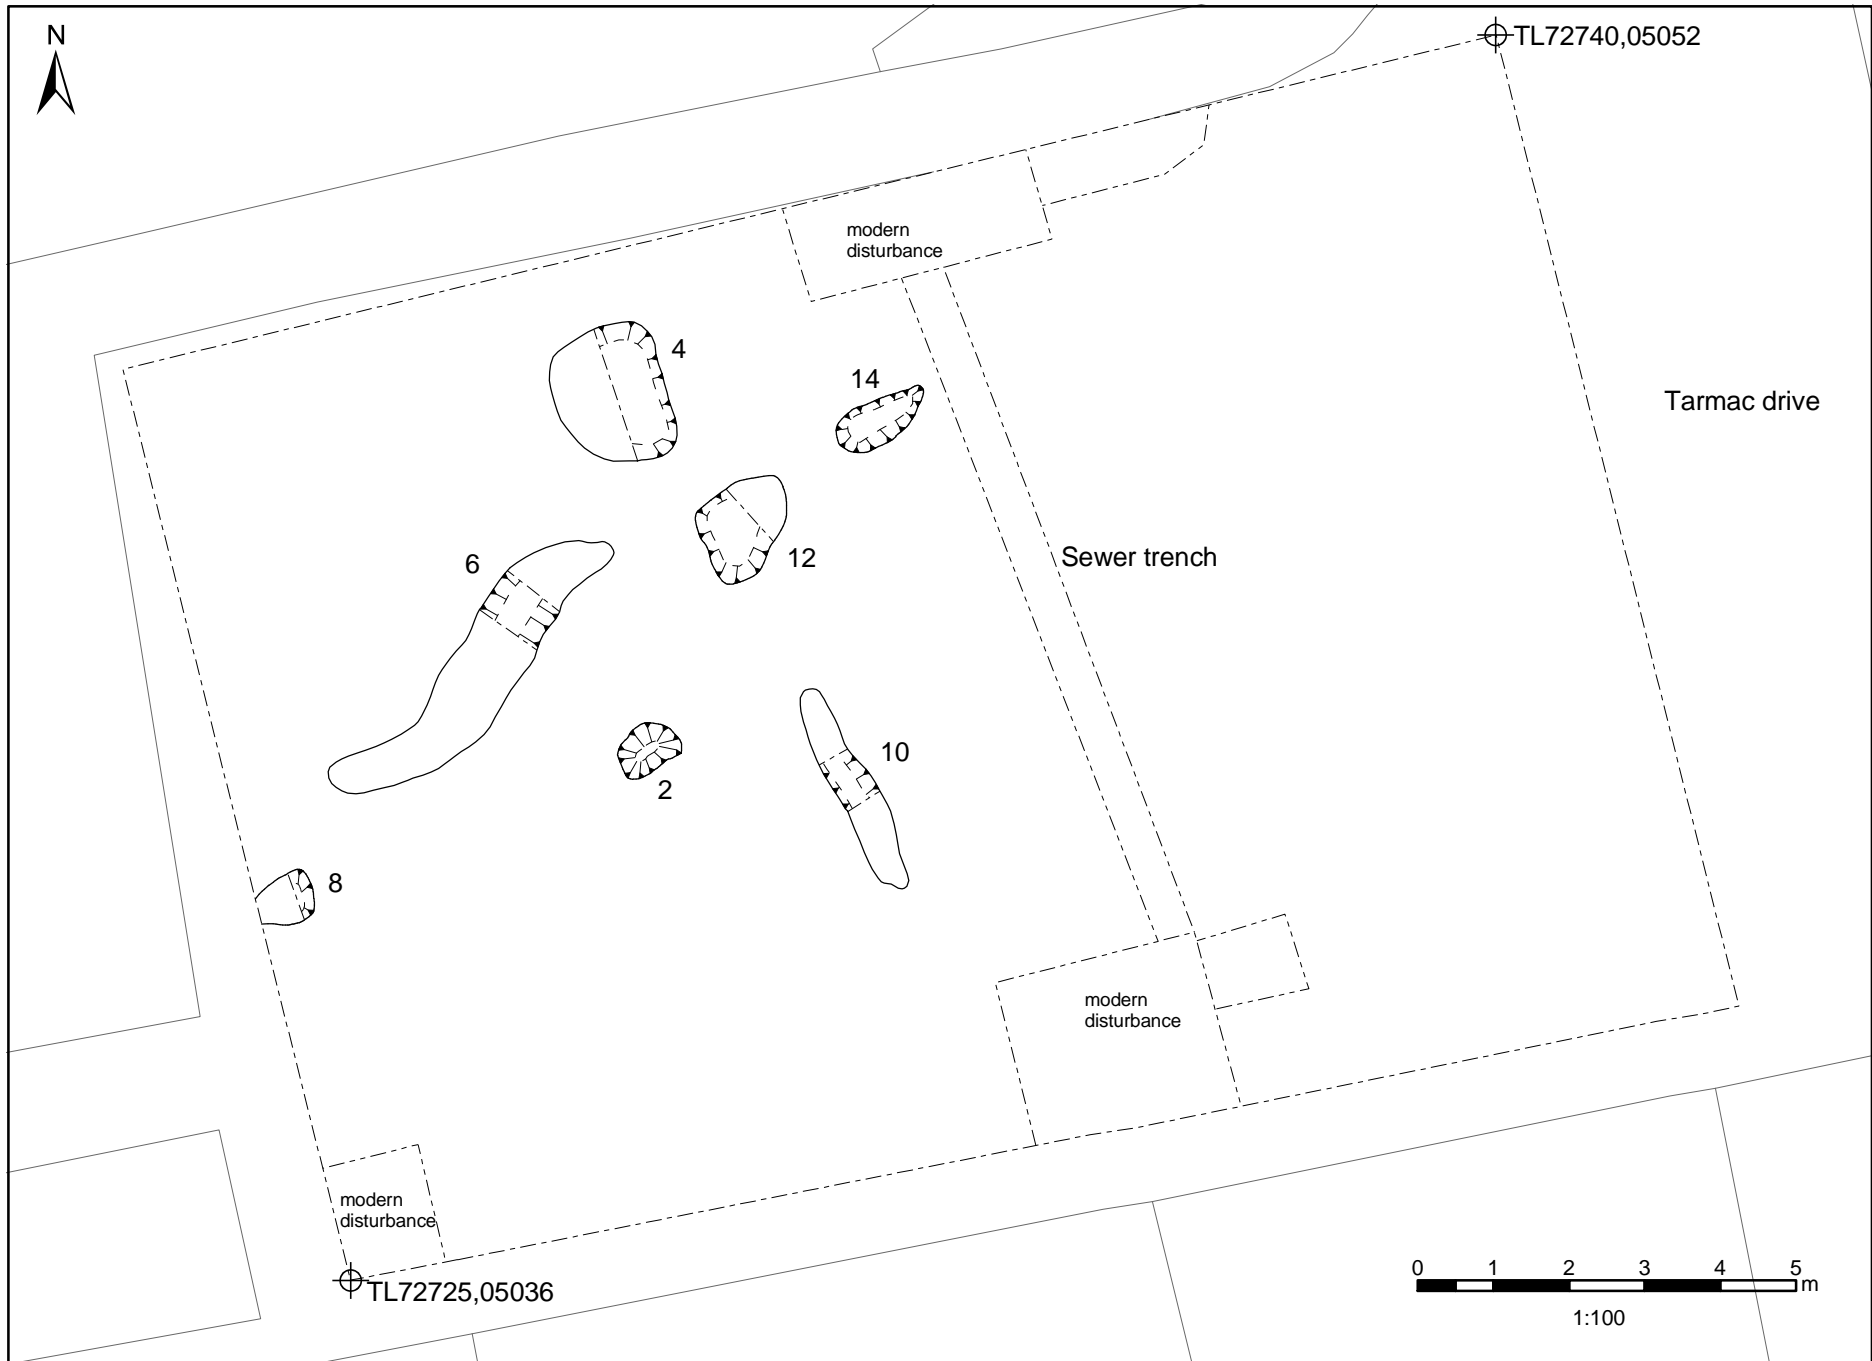 N
TL72740,05052
modern
disturbance
4
14
Tarmac drive
12
6
Sewer trench
10
2
8
modern
disturbance
modern
disturbance
TL72725,05036
0 1 2 3 4 5
m
1:100